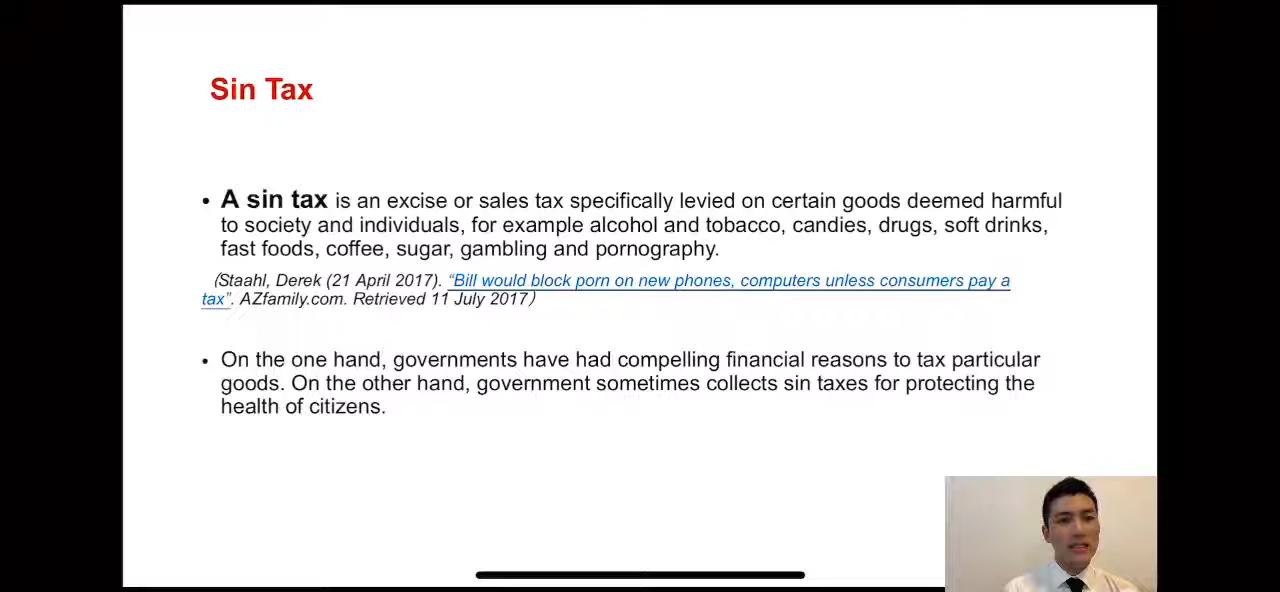 Sin Tax
• A sin tax is an excise or sales tax specifically levied on certain goods deemed harmful
to society and individuals, for example alcohol and tobacco, candies, drugs, soft drinks,
fast foods, coffee, sugar, gambling and pornography.
(Staahl, Derek (21 April 2017). “Bill would block porn on new phones, computers unless consumers pay a
tax”. AZfamily.com. Retrieved 11 July 2017)
• On the one hand, governments have had compelling financial reasons to tax particular
goods. On the other hand, government sometimes collects sin taxes for protecting the
health of citizens.